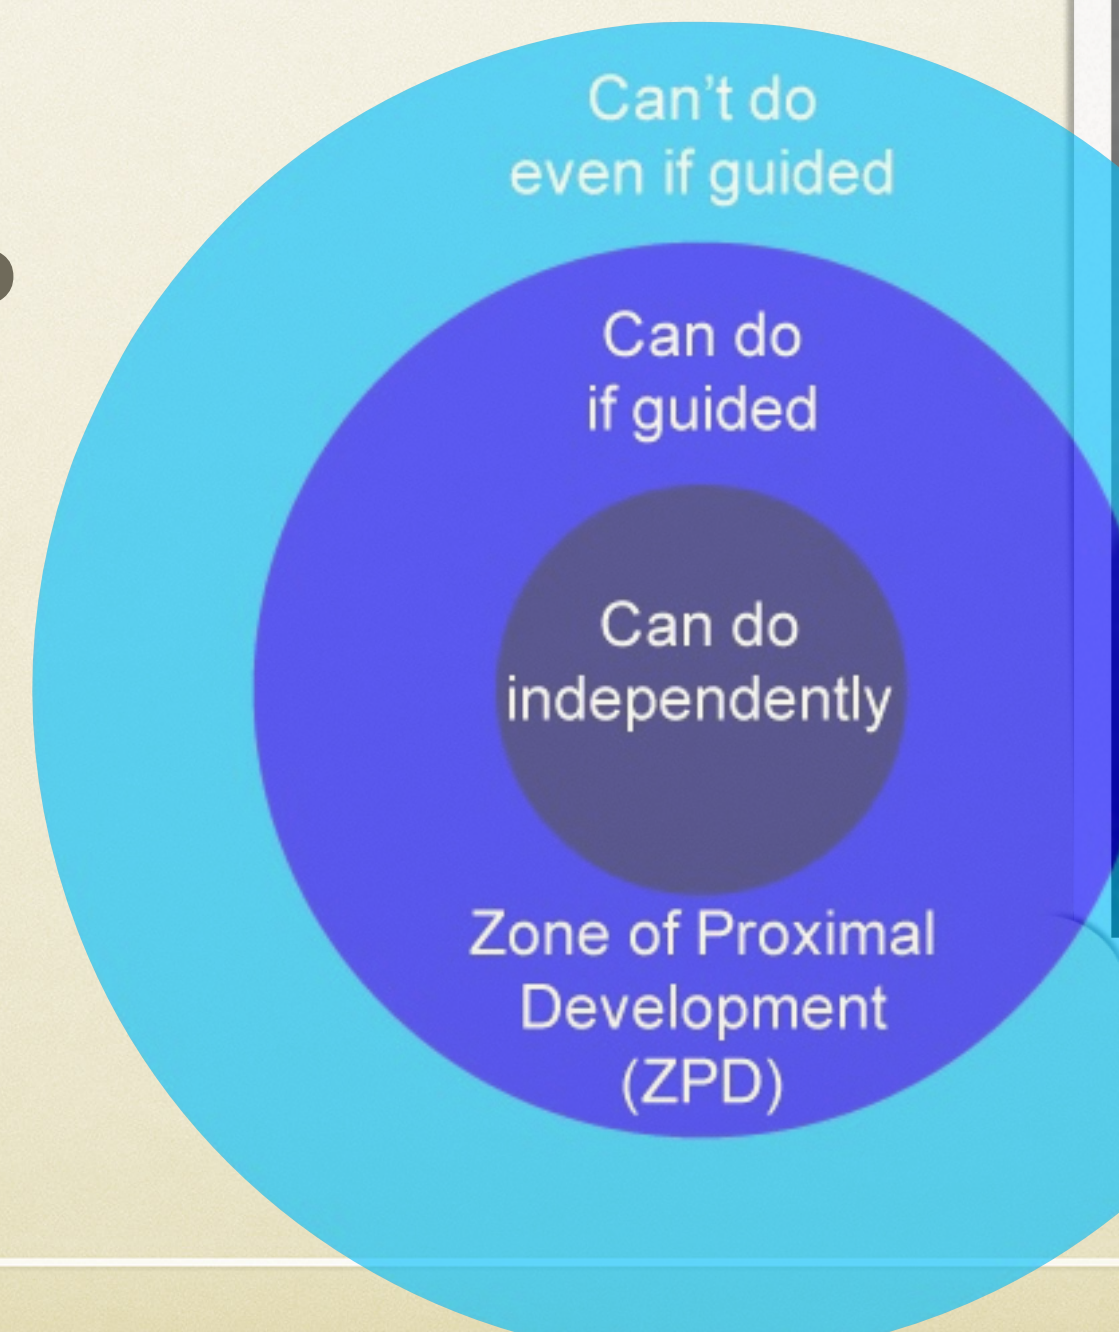 Can’t do
even if guided
Can do
if guided
Can do
independently
Zone of Proximal
Development
(ZPD)